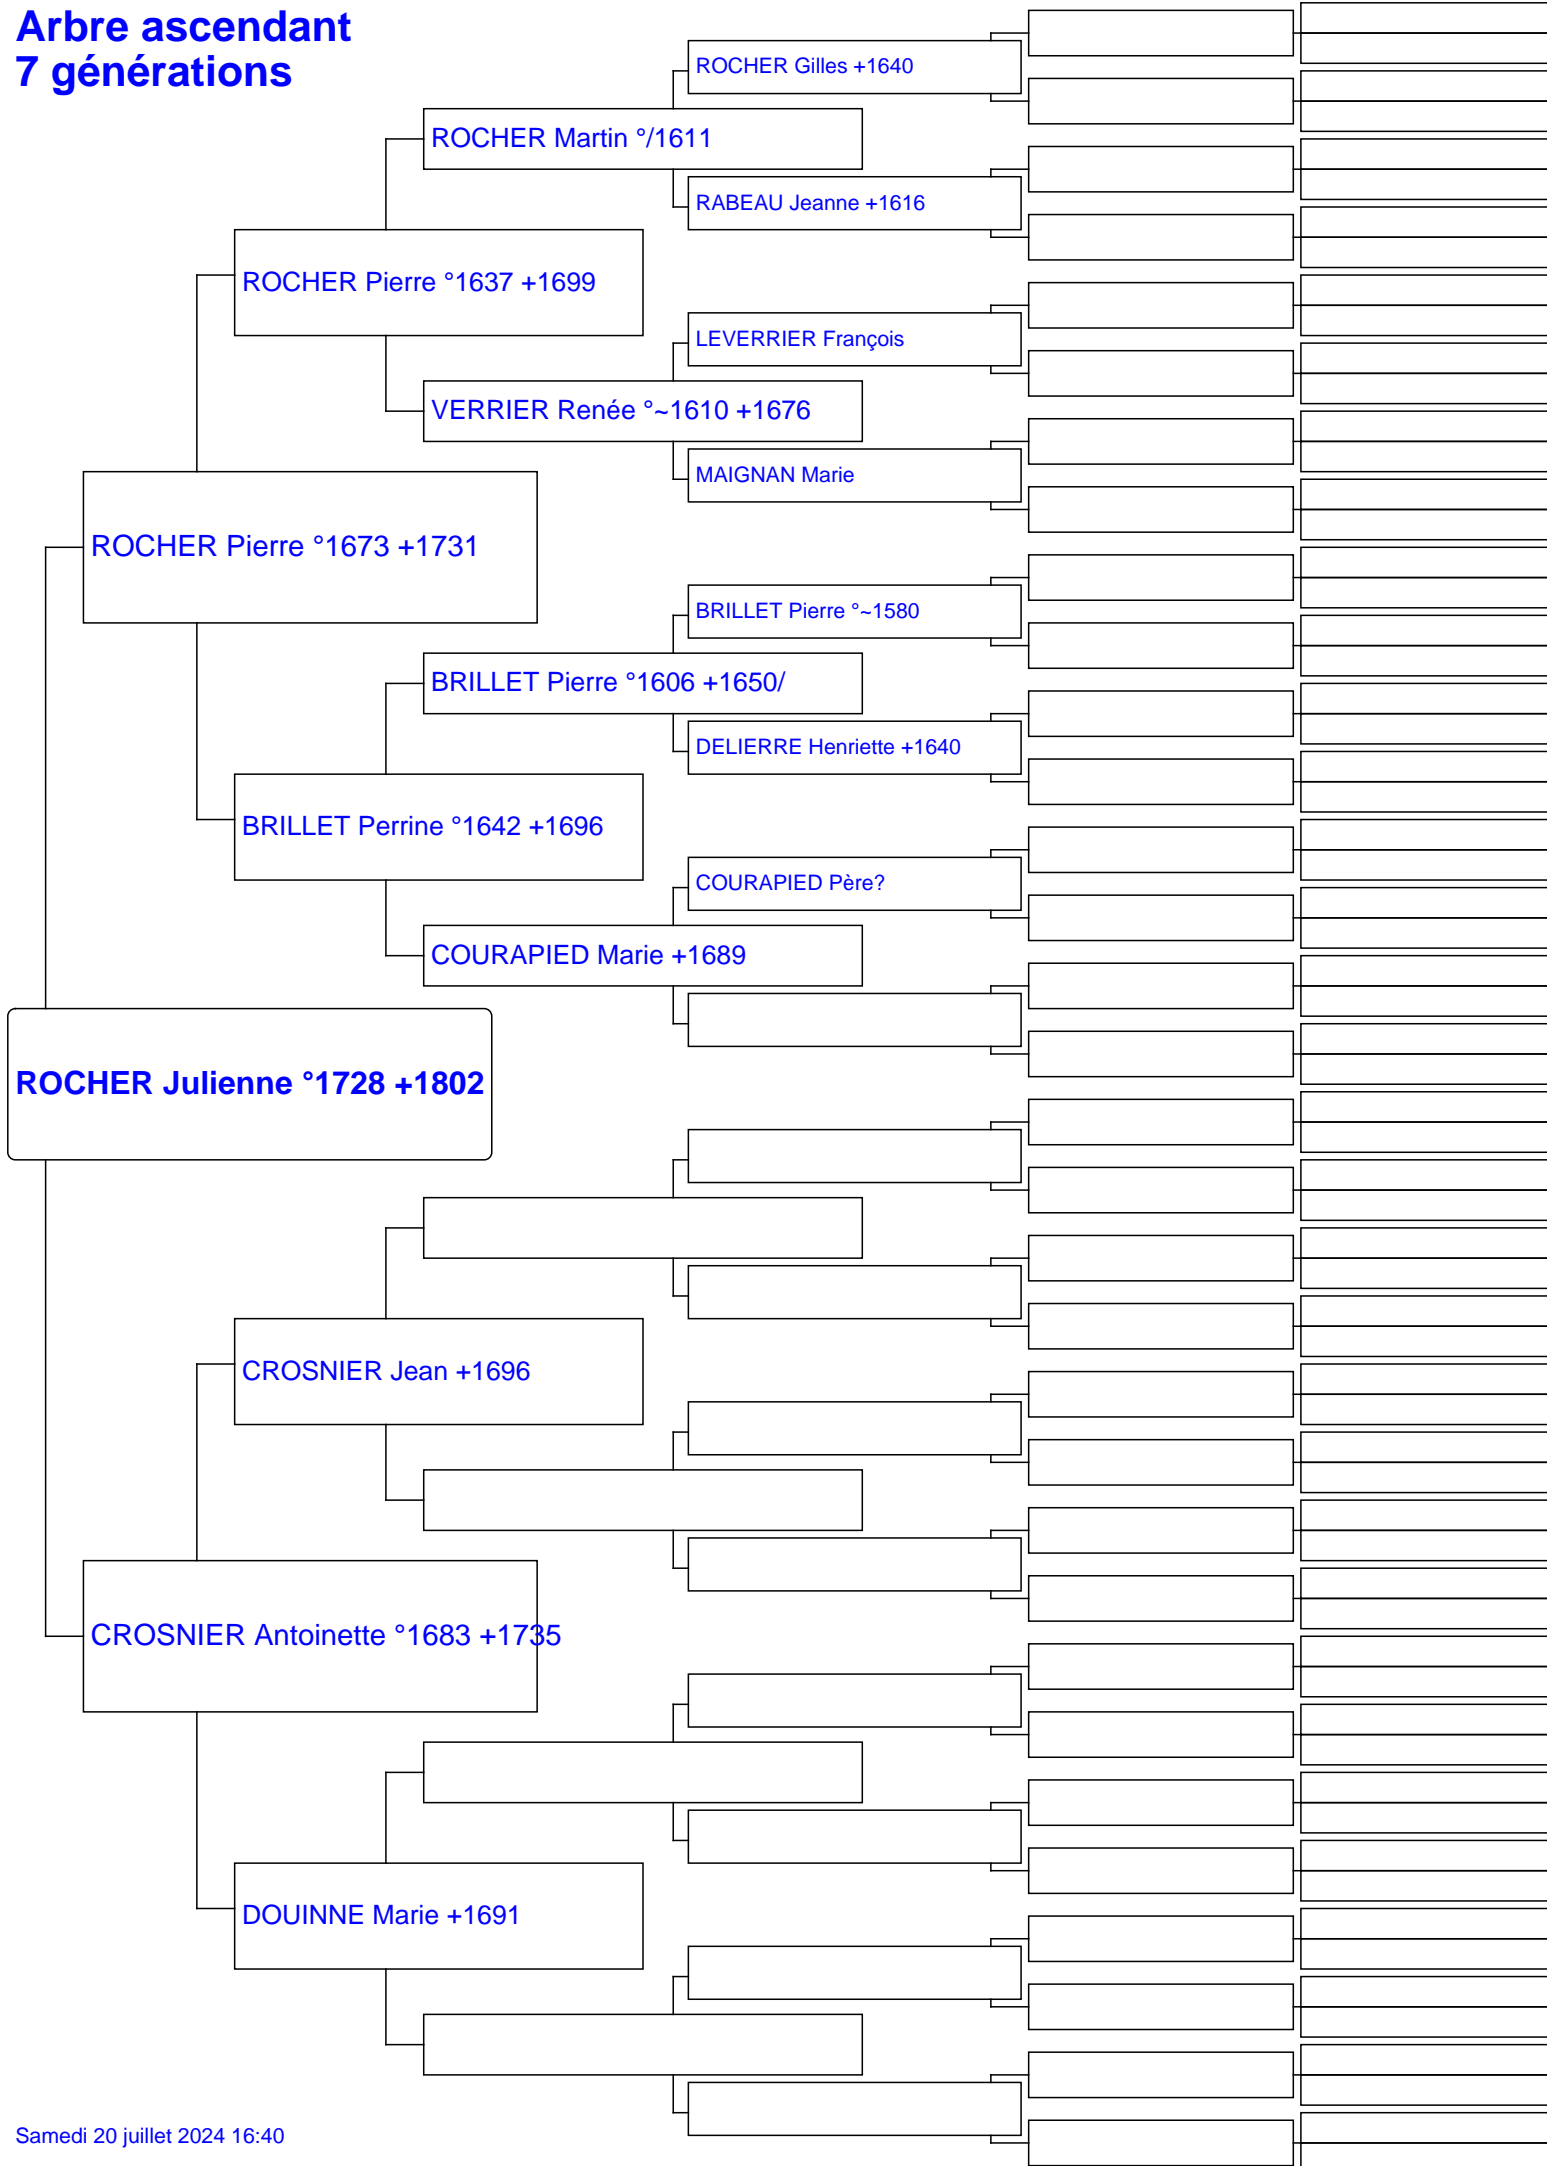 Arbre ascendant
7 générations
ROCHER Gilles +1640
ROCHER Martin °/1611
RABEAU Jeanne +1616
ROCHER Pierre °1637 +1699
LEVERRIER François
VERRIER Renée °~1610 +1676
MAIGNAN Marie
ROCHER Pierre °1673 +1731
BRILLET Pierre °~1580
BRILLET Pierre °1606 +1650/
DELIERRE Henriette +1640
BRILLET Perrine °1642 +1696
COURAPIED Père?
COURAPIED Marie +1689
ROCHER Julienne °1728 +1802
CROSNIER Jean +1696
CROSNIER Antoinette °1683 +1735
DOUINNE Marie +1691
Samedi 20 juillet 2024 16:40